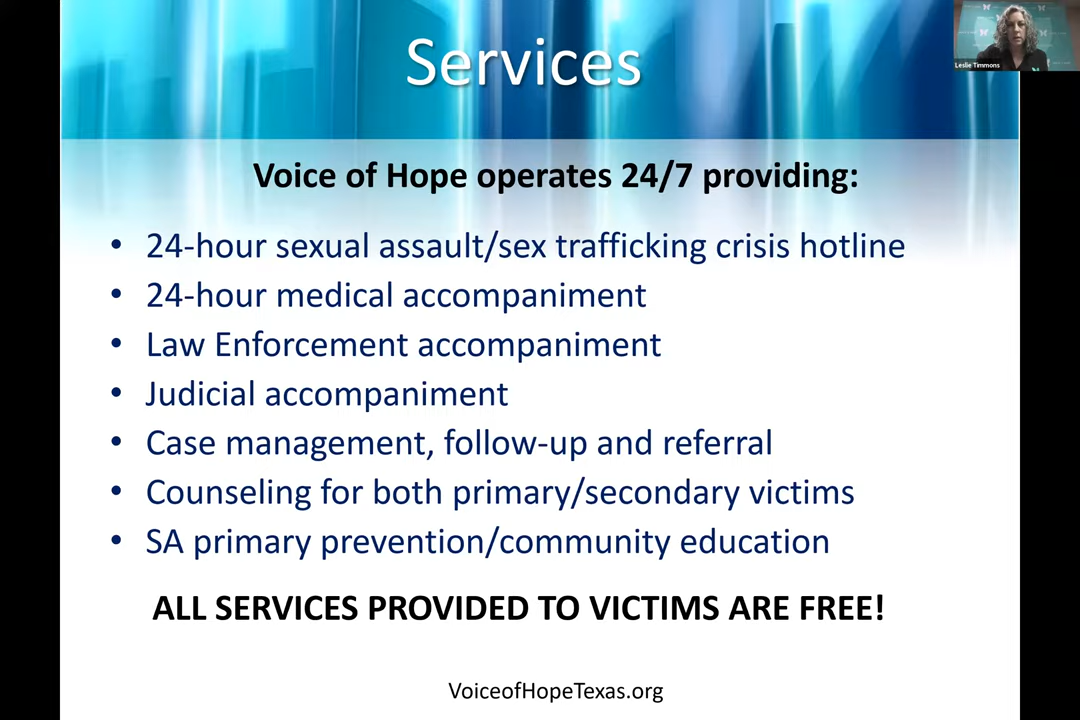 Services
Leslie Timmons
Voice of Hope operates 24/7 providing:
• 24-hour sexual assault/sex trafficking crisis hotline
• 24-hour medical accompaniment
• Law Enforcement accompaniment
• Judicial accompaniment
• Case management, follow-up and referral
• Counseling for both primary/secondary victims
• SA primary prevention/community education
ALL SERVICES PROVIDED TO VICTIMS ARE FREE!
VoiceofHopeTexas.org